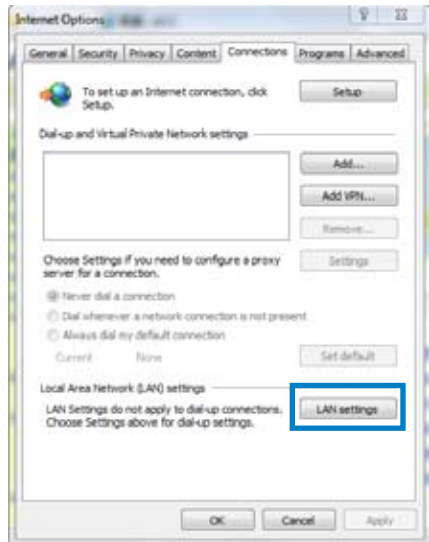 Internet Options
General Security Privacy Content Connections Programs Advanced
To set up an Internet connection, click Setup
Setup.
Dial-up and Virtual Private Network settings
Add...
Add VPN...
Remove...
Choose Settings if you need to configure a proxy Settings
server for a connection.
Never dial a connection
Dial whenever a network connection is not present
Always dial my default connection
Current None Set default
Local Area Network (LAN) settings
LAN Settings do not apply to dial-up connections. LAN settings
Choose Settings above for dial-up settings.
OK Cancel Apply